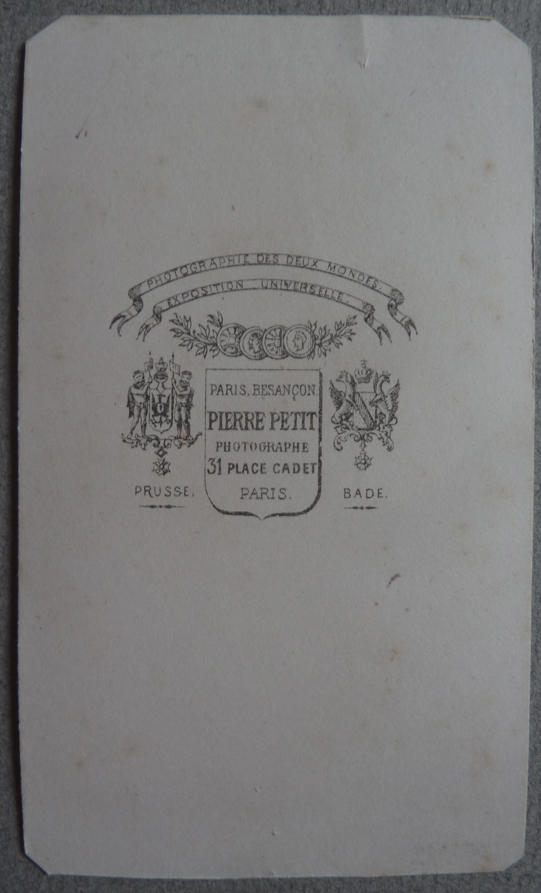 PHOTOGRAPHIE DES DEUX MONDES.
EXPOSITION UNIVERSELLE.
PARIS, BESANÇON
PIERRE PETIT
PHOTOGRAPHE
31 PLACE CADET
PARIS.
PRUSSE.
BADE.